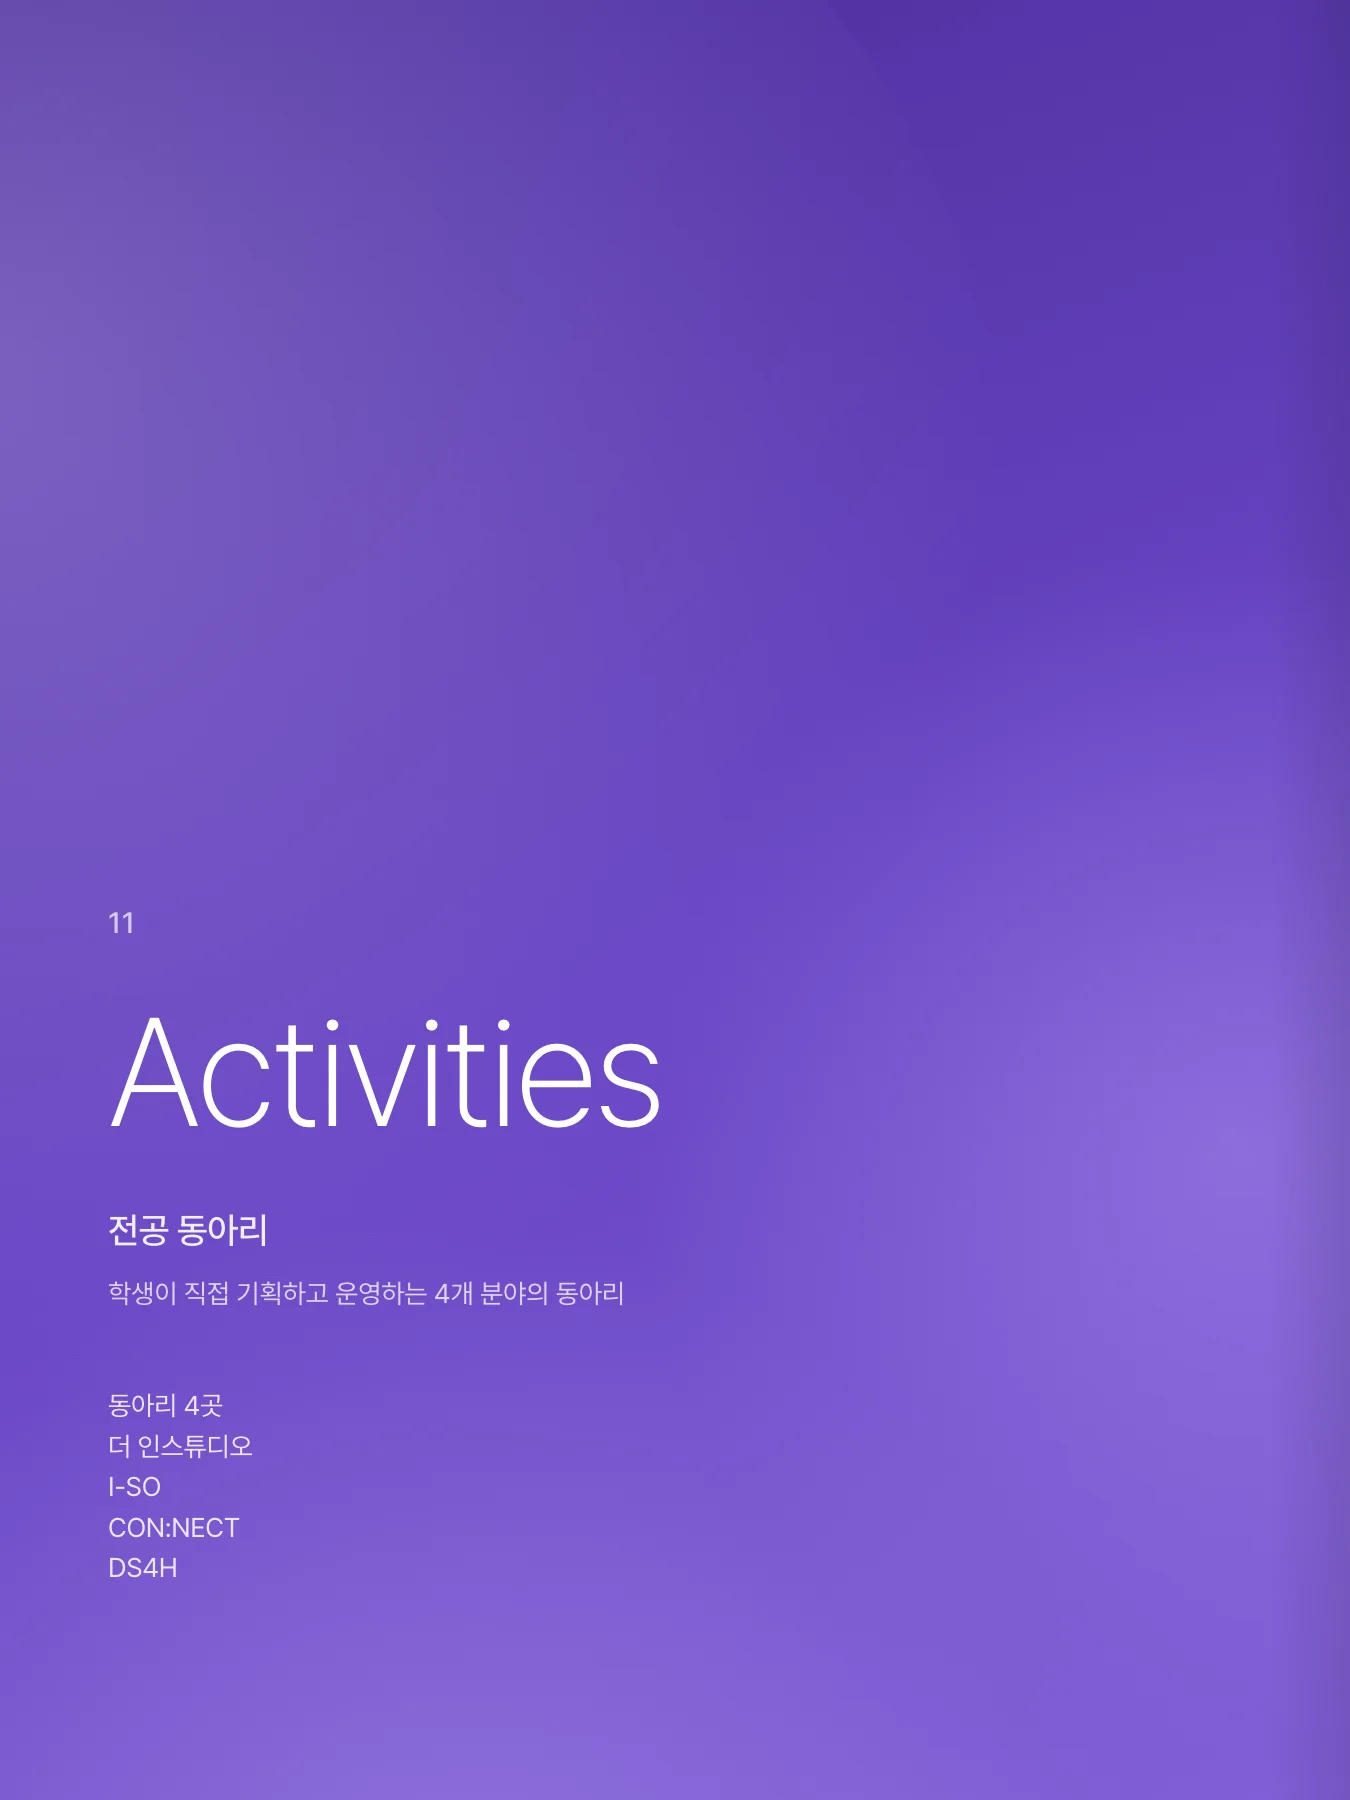 11
Activities
전공 동아리
학생이 직접 기획하고 운영하는 4개 분야의 동아리
동아리 4곳
더 인스튜디오
I-SO
CON:NECT
DS4H